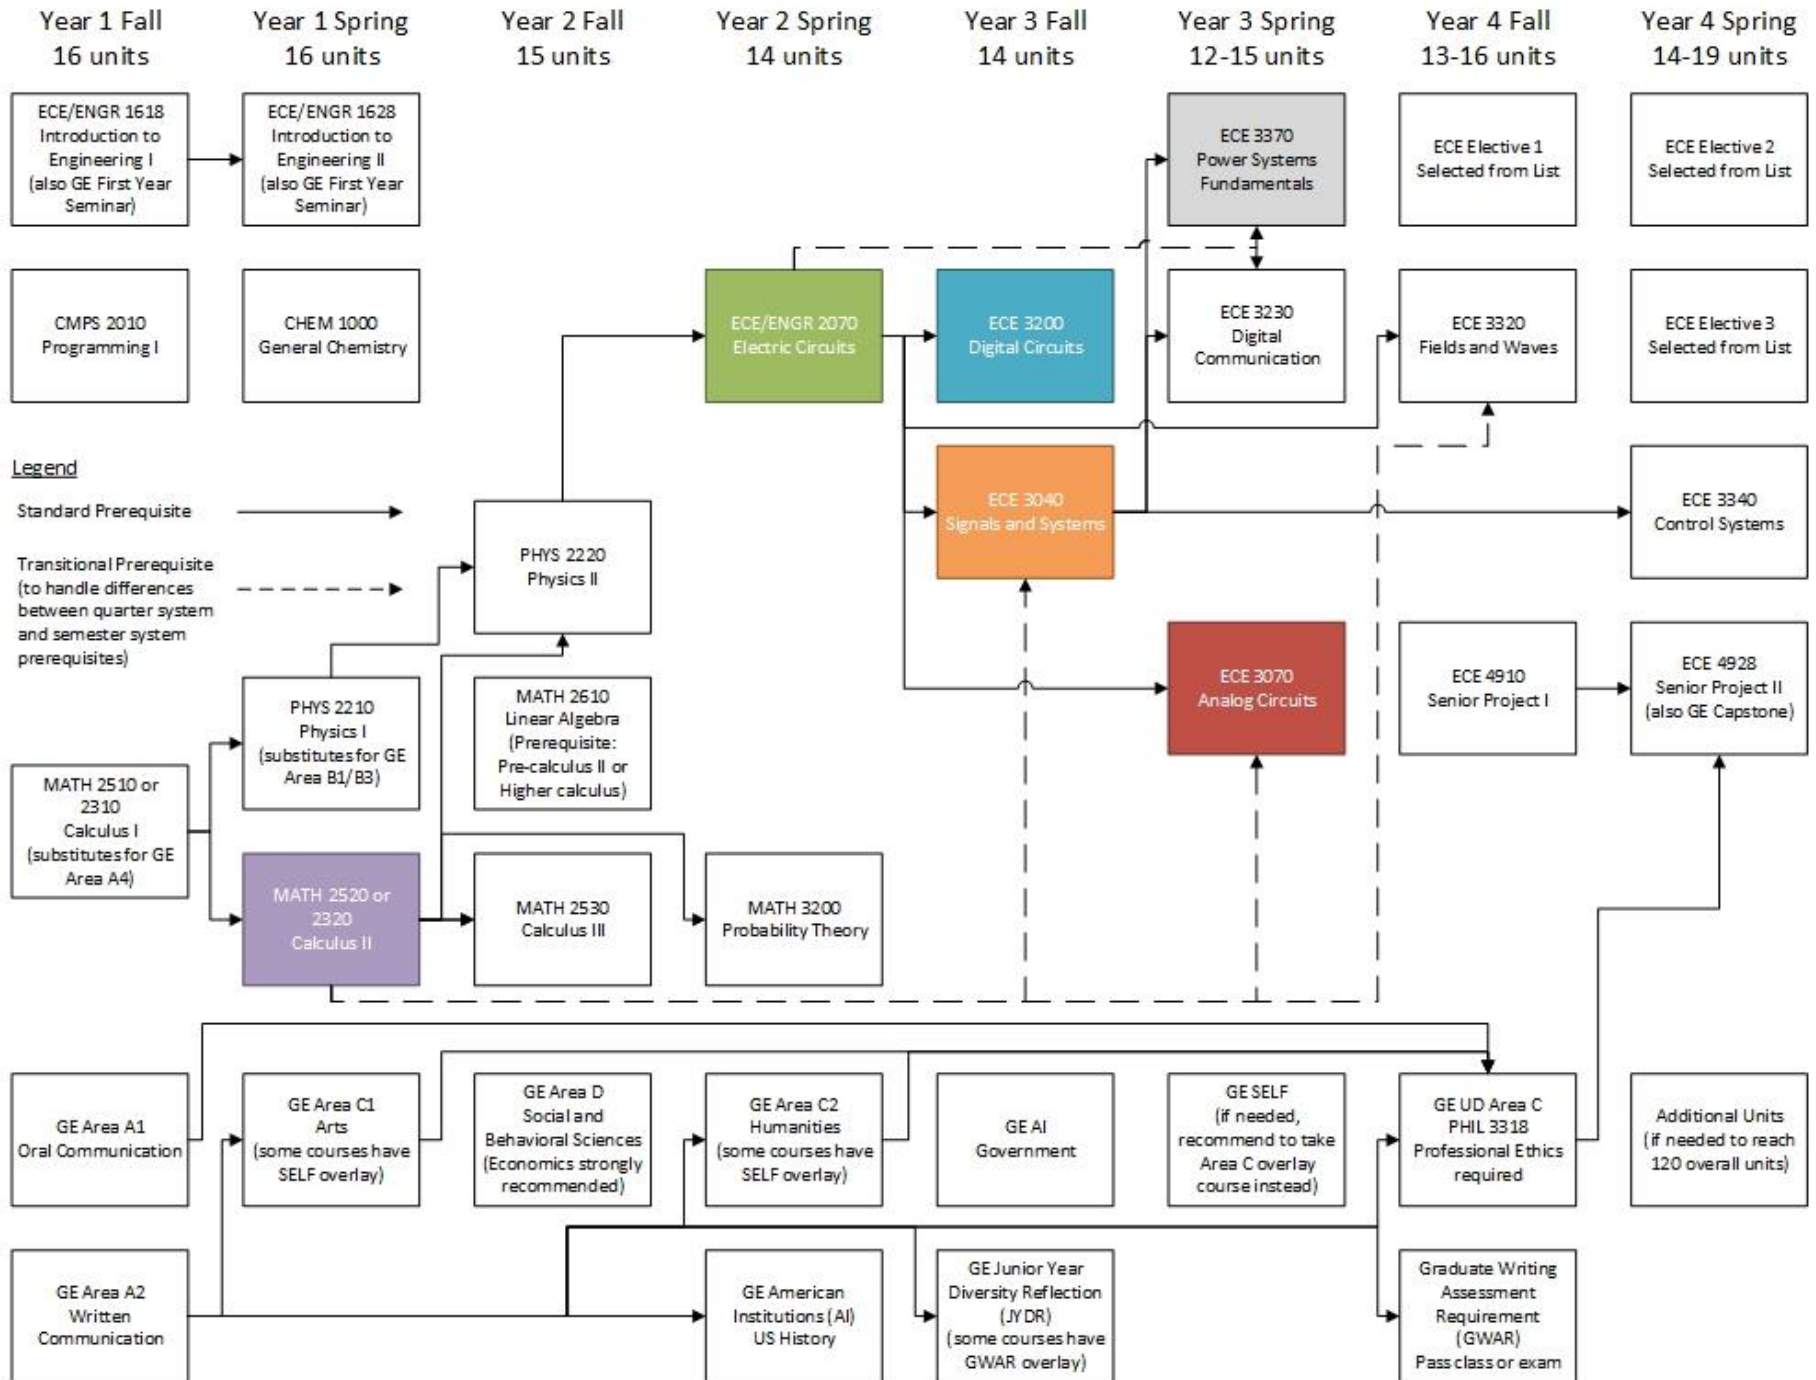 Year 1 Fall
16 units
Year 1 Spring
16 units
Year 2 Fall
15 units
Year 2 Spring
14 units
Year 3 Fall
14 units
Year 3 Spring
12-15 units
Year 4 Fall
13-16 units
Year 4 Spring
14-19 units
ECE/ENGR 1618
Introduction to
Engineering I
(also GE First Year
Seminar)
ECE/ENGR 1628
Introduction to
Engineering II
(also GE First Year
Seminar)
ECE 3370
Power Systems
Fundamentals
ECE Elective 1
Selected from List
ECE Elective 2
Selected from List
CMPS 2010
Programming I
CHEM 1000
General Chemistry
ECE/ENGR 2070
Electric Circuits
ECE 3200
Digital Circuits
ECE 3230
Digital
Communication
ECE 3320
Fields and Waves
ECE Elective 3
Selected from List
Legend
Standard Prerequisite
Transitional Prerequisite
(to handle differences
between quarter system
and semester system
prerequisites)
PHYS 2220
Physics II
ECE 3040
Signals and Systems
ECE 3340
Control Systems
PHYS 2210
Physics I
(substitutes for GE
Area B1/B3)
MATH 2610
Linear Algebra
(Prerequisite:
Pre-calculus II or
Higher calculus)
ECE 3070
Analog Circuits
ECE 4910
Senior Project I
ECE 4928
Senior Project II
(also GE Capstone)
MATH 2510 or
2310
Calculus I
(substitutes for GE
Area A4)
MATH 2520 or
2320
Calculus II
MATH 2530
Calculus III
MATH 3200
Probability Theory
GE Area A1
Oral Communication
GE Area C1
Arts
(some courses have
SELF overlay)
GE Area D
Social and
Behavioral Sciences
(Economics strongly
recommended)
GE Area C2
Humanities
(some courses have
SELF overlay)
GE AI
Government
GE SELF
(if needed,
recommend to take
Area C overlay
course instead)
GE UD Area C
PHIL 3318
Professional Ethics
required
Additional Units
(if needed to reach
120 overall units)
GE Area A2
Written
Communication
GE American
Institutions (AI)
US History
GE Junior Year
Diversity Reflection
(JYDR)
(some courses have
GWAR overlay)
Graduate Writing
Assessment
Requirement
(GWAR)
Pass class or exam